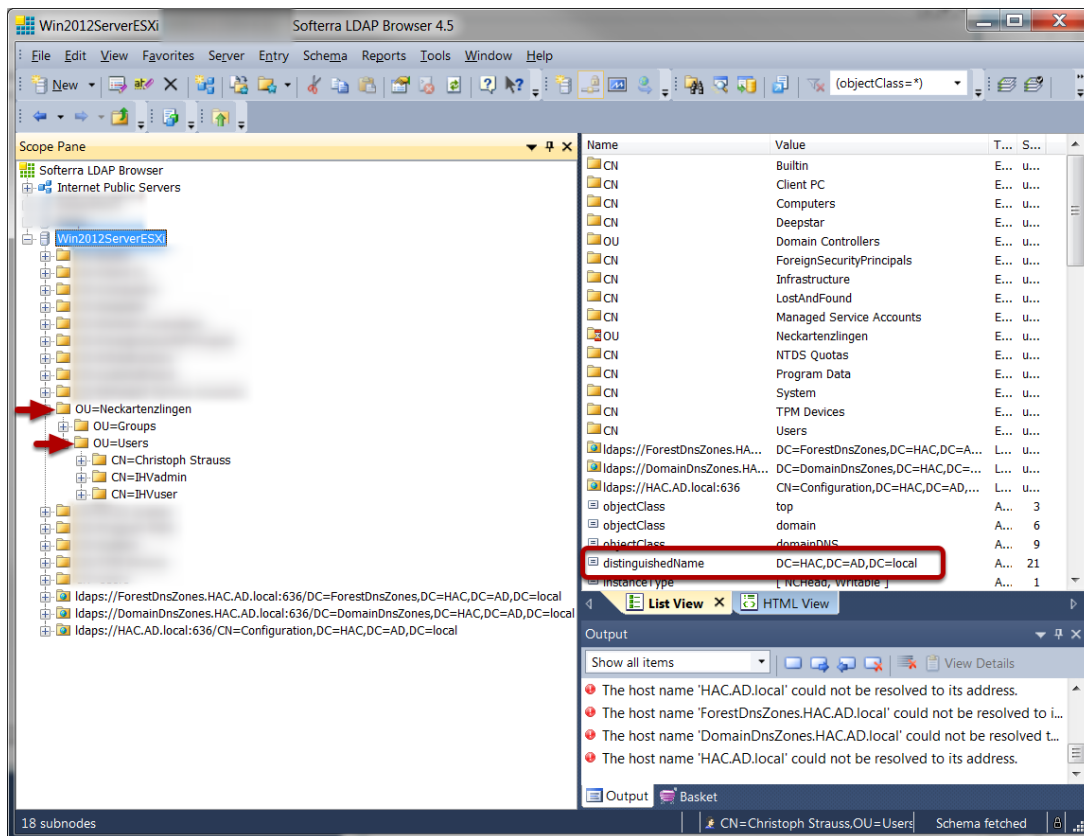 Win2012ServerESXi Softerra LDAP Browser 4.5
File Edit View Favorites Server Entry Schema Reports Tools Window Help
New (objectClass=*)
Scope Pane
Softerra LDAP Browser
Internet Public Servers
Win2012ServerESXi
OU=Neckartenzlingen
OU=Groups
OU=Users
CN=Christoph Strauss
CN=IHVadmin
CN=IHVuser
ldaps://ForestDnsZones.HAC.AD.local:636/DC=ForestDnsZones,DC=HAC,DC=AD,DC=local
ldaps://DomainDnsZones.HAC.AD.local:636/DC=DomainDnsZones,DC=HAC,DC=AD,DC=local
ldaps://HAC.AD.local:636/CN=Configuration,DC=HAC,DC=AD,DC=local
Name Value T... S...
CN Builtin E... u...
CN Client PC E... u...
CN Computers E... u...
CN Deepstar E... u...
OU Domain Controllers E... u...
CN ForeignSecurityPrincipals E... u...
CN Infrastructure E... u...
CN LostAndFound E... u...
CN Managed Service Accounts E... u...
OU Neckartenzlingen E... u...
CN NTDS Quotas E... u...
CN Program Data E... u...
CN System E... u...
CN TPM Devices E... u...
CN Users E... u...
ldaps://ForestDnsZones.HA... DC=ForestDnsZones,DC=HAC,DC=A... L... u...
ldaps://DomainDnsZones.HA... DC=DomainDnsZones,DC=HAC,DC=... L... u...
ldaps://HAC.AD.local:636 CN=Configuration,DC=HAC,DC=AD,... L... u...
objectClass top A... 3
objectClass domain A... 6
objectClass domainDNS A... 9
distinguishedName DC=HAC,DC=AD,DC=local A... 21
instanceType [ NCHead, Writable ] A... 1
List View HTML View
Output
Show all items View Details
The host name 'HAC.AD.local' could not be resolved to its address.
The host name 'ForestDnsZones.HAC.AD.local' could not be resolved to i...
The host name 'DomainDnsZones.HAC.AD.local' could not be resolved t...
The host name 'HAC.AD.local' could not be resolved to its address.
Output Basket
18 subnodes CN=Christoph Strauss,OU=Users Schema fetched